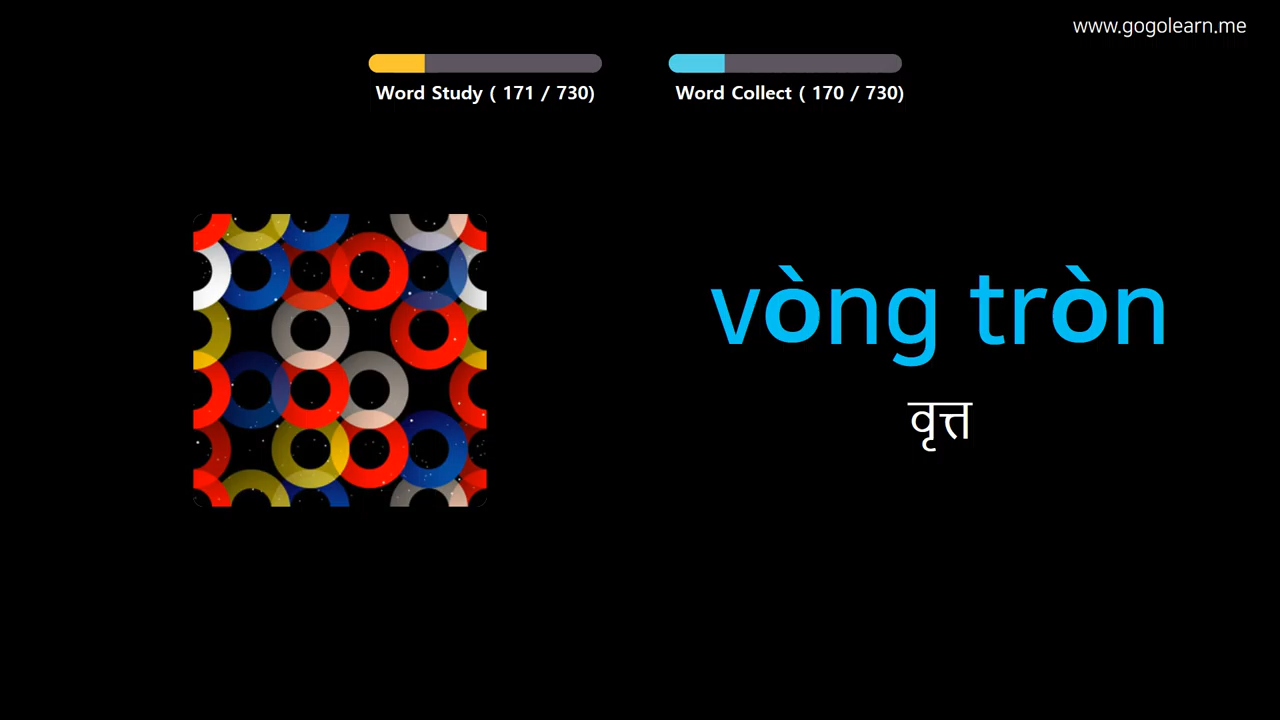 www.gogolearn.me
Word Study ( 171 / 730)
Word Collect ( 170 / 730)
vòng tròn
वृत्त